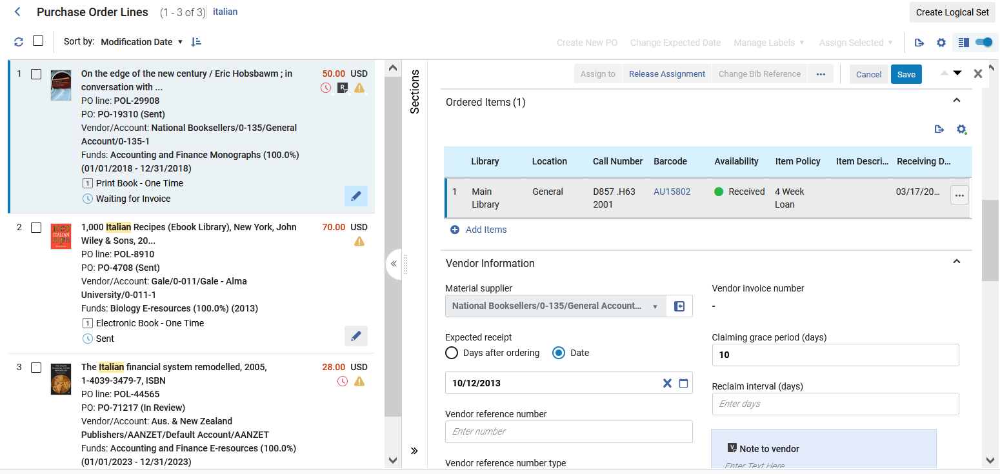 Purchase Order Lines (1 - 3 of 3) italian
Create Logical Set
Sort by: Modification Date
Create New PO Change Expected Date Manage Labels Assign Selected
1
On the edge of the new century / Eric Hobsbawm ; in
conversation with ...
50.00 USD
R
PO line: POL-29908
PO: PO-19310 (Sent)
Vendor/Account: National Booksellers/0-135/General
Account/0-135-1
Funds: Accounting and Finance Monographs (100.0%)
(01/01/2018 - 12/31/2018)
1 Print Book - One Time
Waiting for Invoice
2
1000
ITALIAN
1,000 Italian Recipes (Ebook Library), New York, John
Wiley & Sons, 20...
70.00 USD
PO line: POL-8910
PO: PO-4708 (Sent)
Vendor/Account: Gale/0-011/Gale - Alma
University/0-011-1
Funds: Biology E-resources (100.0%) (2013)
1 Electronic Book - One Time
Sent
3
The Italian financial system remodelled, 2005,
1-4039-3479-7, ISBN
28.00 USD
PO line: POL-44565
PO: PO-71217 (In Review)
Vendor/Account: Aus. & New Zealand
Publishers/AANZET/Default Account/AANZET
Funds: Accounting and Finance E-resources (100.0%)
(01/01/2023 - 12/31/2023)
Sections
Assign to Release Assignment Change Bib Reference ... Cancel Save
Ordered Items (1)
Library Location Call Number Barcode Availability Item Policy Item Descri... Receiving D...
1 Main Library General D857 .H63 2001 AU15802 Received 4 Week Loan 03/17/20... ...
Add Items
Vendor Information
Material supplier
National Booksellers/0-135/General Account...
Vendor invoice number
-
Expected receipt
Days after ordering Date
10/12/2013
Claiming grace period (days)
10
Reclaim interval (days)
Enter days
Vendor reference number
Enter number
Vendor reference number type
V Note to vendor
Enter Text Here